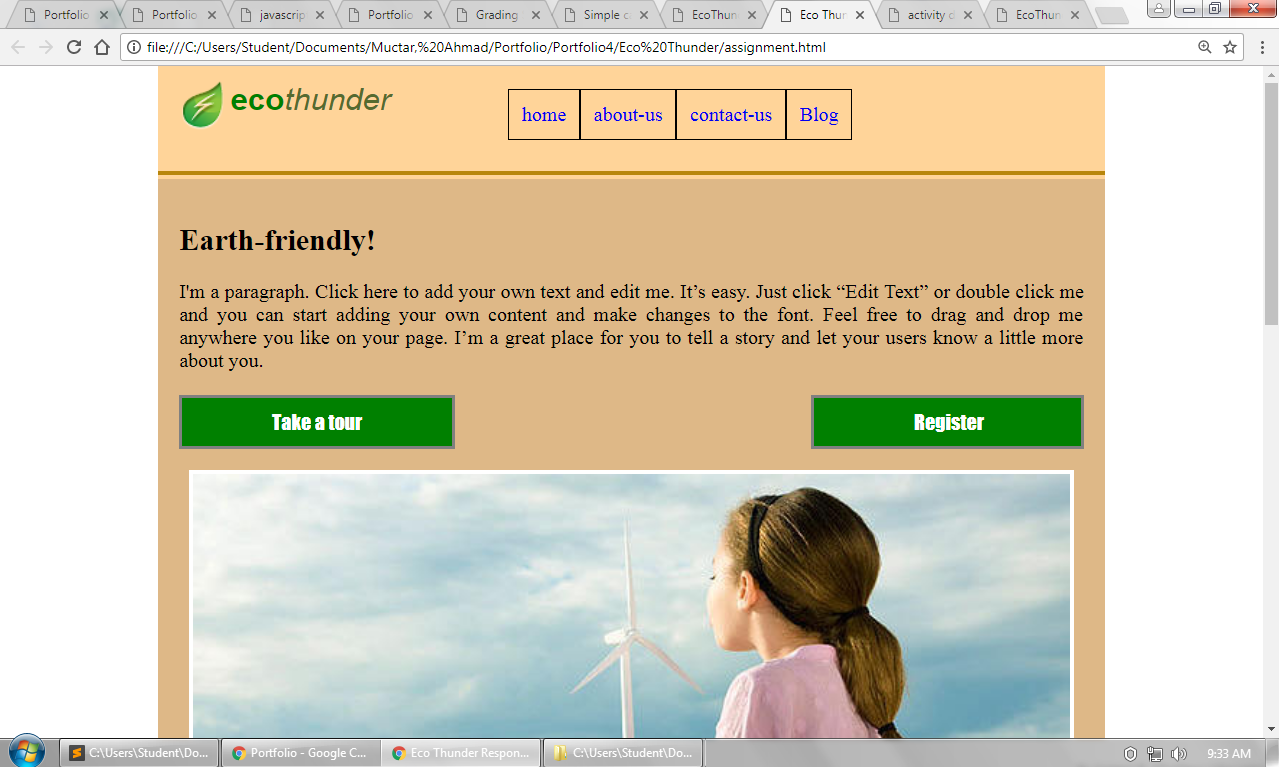 Portfolio
Portfolio
javascrip
Portfolio
Grading
Simple c
EcoThun
Eco Thun
activity d
EcoThun
file:///C:/Users/Student/Documents/Muctar,%20Ahmad/Portfolio/Portfolio4/Eco%20Thunder/assignment.html
ecothunder
home
about-us
contact-us
Blog
Earth-friendly!
I'm a paragraph. Click here to add your own text and edit me. It’s easy. Just click “Edit Text” or double click me
and you can start adding your own content and make changes to the font. Feel free to drag and drop me
anywhere you like on your page. I’m a great place for you to tell a story and let your users know a little more
about you.
Take a tour
Register
C:\Users\Student\Do...
Portfolio - Google C...
Eco Thunder Respon...
C:\Users\Student\Do...
9:33 AM